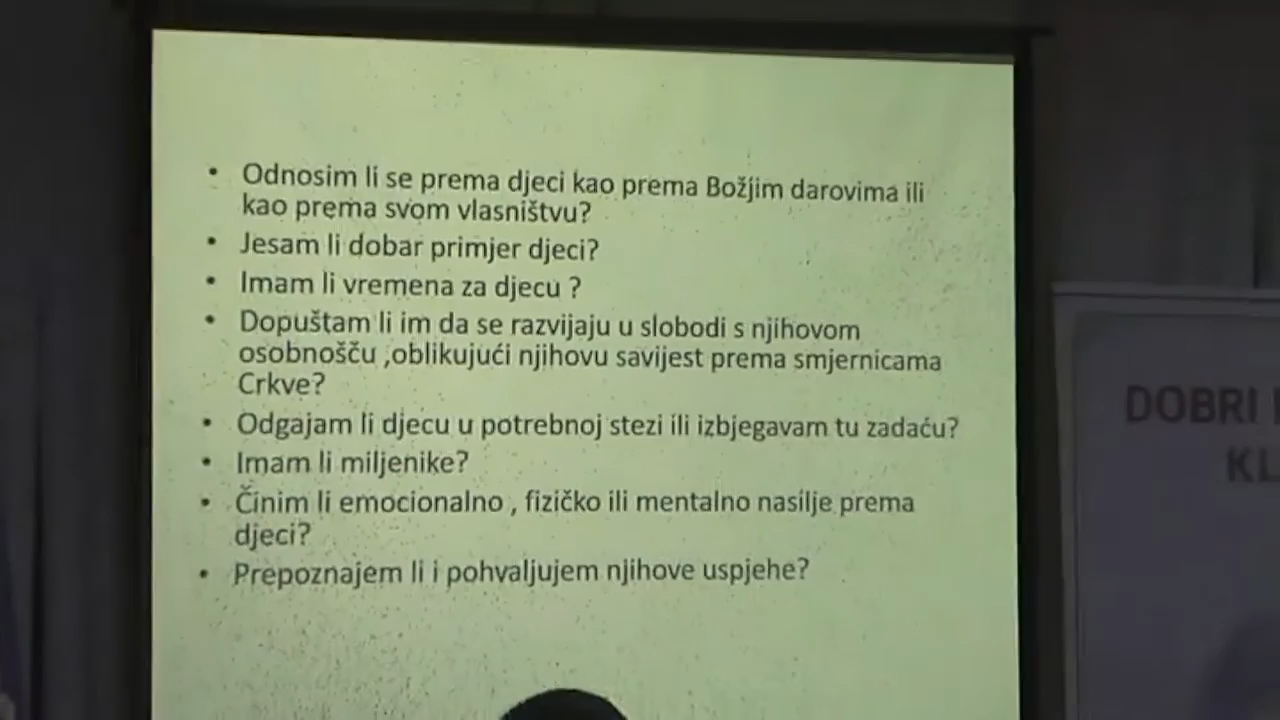 • Odnosim li se prema djeci kao prema Božjim darovima ili
kao prema svom vlasništvu?
• Jesam li dobar primjer djeci?
• Imam li vremena za djecu ?
• Dopuštam li im da se razvijaju u slobodi s njihovom
osobnošču ,oblikujući njihovu savijest prema smjernicama
Crkve?
• Odgajam li djecu u potrebnoj stezi ili izbjegavam tu zadaću?
• Imam li miljenike?
• Činim li emocionalno , fizičko ili mentalno nasilje prema
djeci?
• Prepoznajem li i pohvaljujem njihove uspjehe?
DOBRI